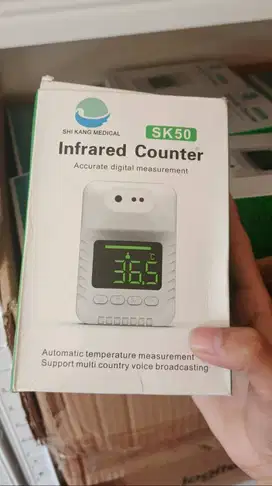 SHI KANG MEDICAL
SK50
Infrared Counter
Accurate digital measurement
36.5
°C
Automatic temperature measurement
Support multi country voice broadcasting